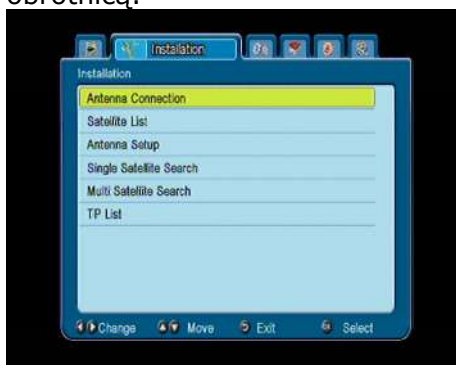 obrotnicą.
Installation
Installation
Antenna Connection
Satellite List
Antenna Setup
Single Satellite Search
Multi Satellite Search
TP List
Change Move Exit Select